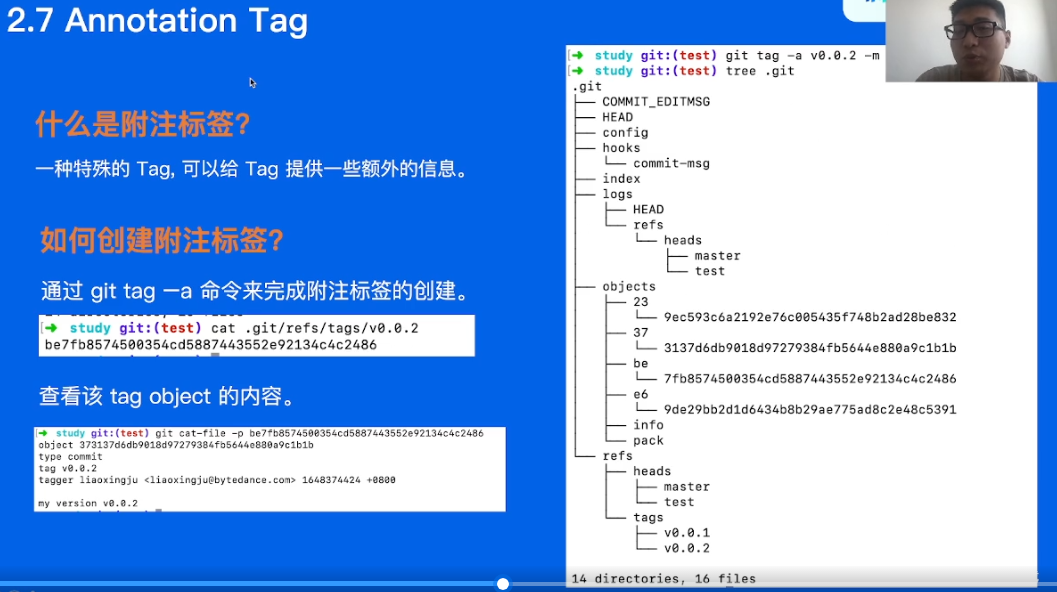 2.7 Annotation Tag
什么是附注标签?
一种特殊的 Tag, 可以给 Tag 提供一些额外的信息。
如何创建附注标签?
通过 git tag —a 命令来完成附注标签的创建。
[➜ study git:(test) cat .git/refs/tags/v0.0.2
be7fb8574500354cd5887443552e92134c4c2486
查看该 tag object 的内容。
[➜ study git:(test) git cat-file -p be7fb8574500354cd5887443552e92134c4c2486
object 373137d6db9018d97279384fb5644e880a9c1b1b
type commit
tag v0.0.2
tagger liaoxingju <liaoxingju@bytedance.com> 1648374424 +0800
my version v0.0.2
[➜ study git:(test) git tag -a v0.0.2 -m
[➜ study git:(test) tree .git
.git
├── COMMIT_EDITMSG
├── HEAD
├── config
├── hooks
│   └── commit-msg
├── index
├── logs
│   ├── HEAD
│   └── refs
│       └── heads
│           ├── master
│           └── test
├── objects
│   ├── 23
│   │   └── 9ec593c6a2192e76c005435f748b2ad28be832
│   ├── 37
│   │   └── 3137d6db9018d97279384fb5644e880a9c1b1b
│   ├── be
│   │   └── 7fb8574500354cd5887443552e92134c4c2486
│   ├── e6
│   │   └── 9de29bb2d1d6434b8b29ae775ad8c2e48c5391
│   ├── info
│   └── pack
└── refs
    ├── heads
    │   ├── master
    │   └── test
    └── tags
        ├── v0.0.1
        └── v0.0.2
14 directories, 16 files